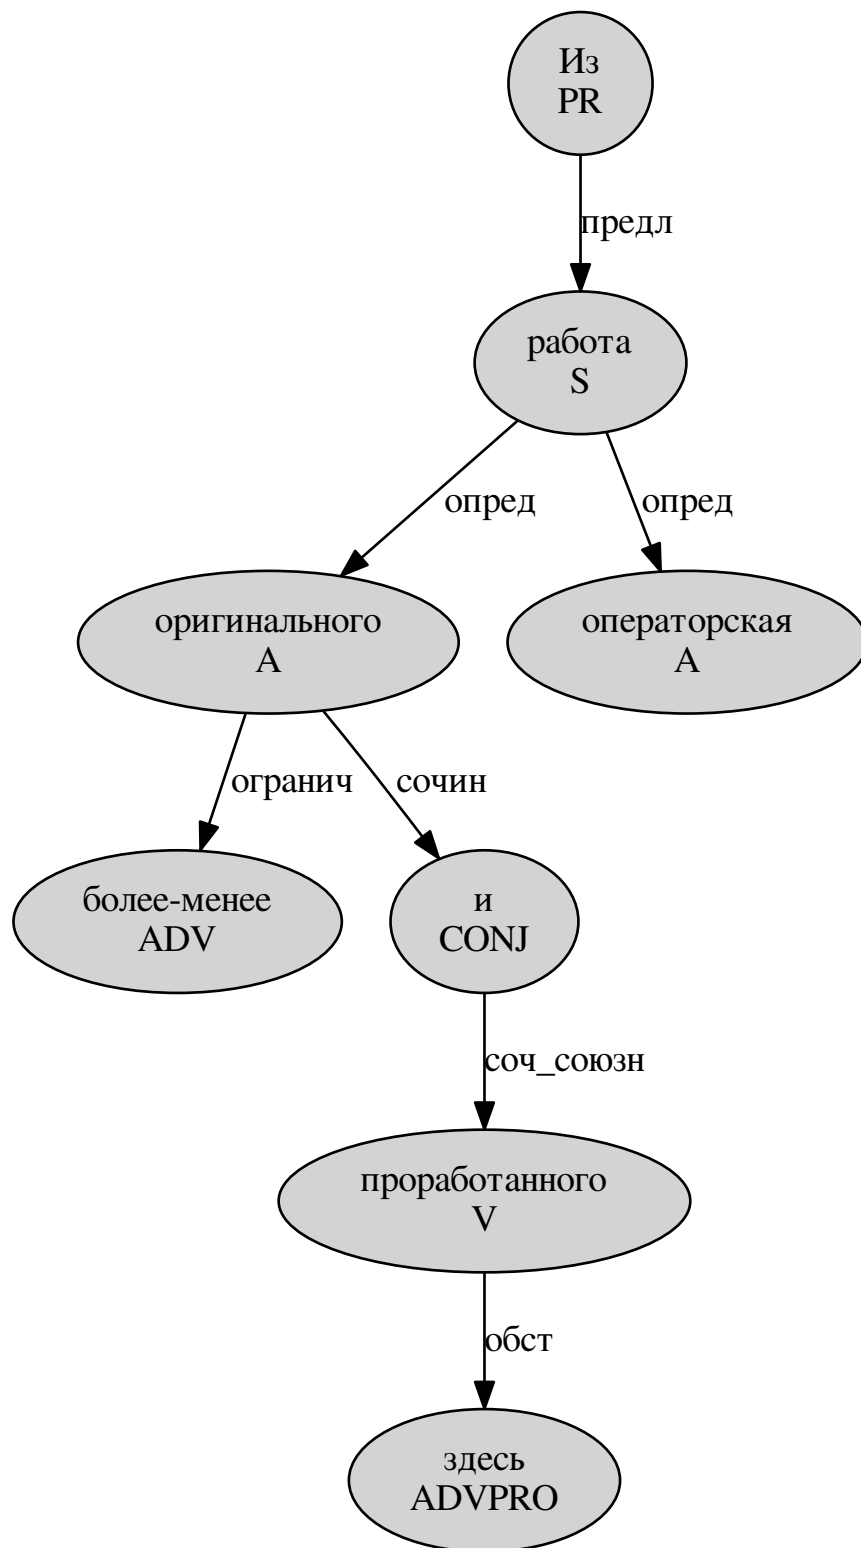 Из
PR
предл
работа
S
опред
опред
оригинального
A
операторская
A
огранич
сочин
более-менее
ADV
и
CONJ
соч_союзн
проработанного
V
обст
здесь
ADVPRO